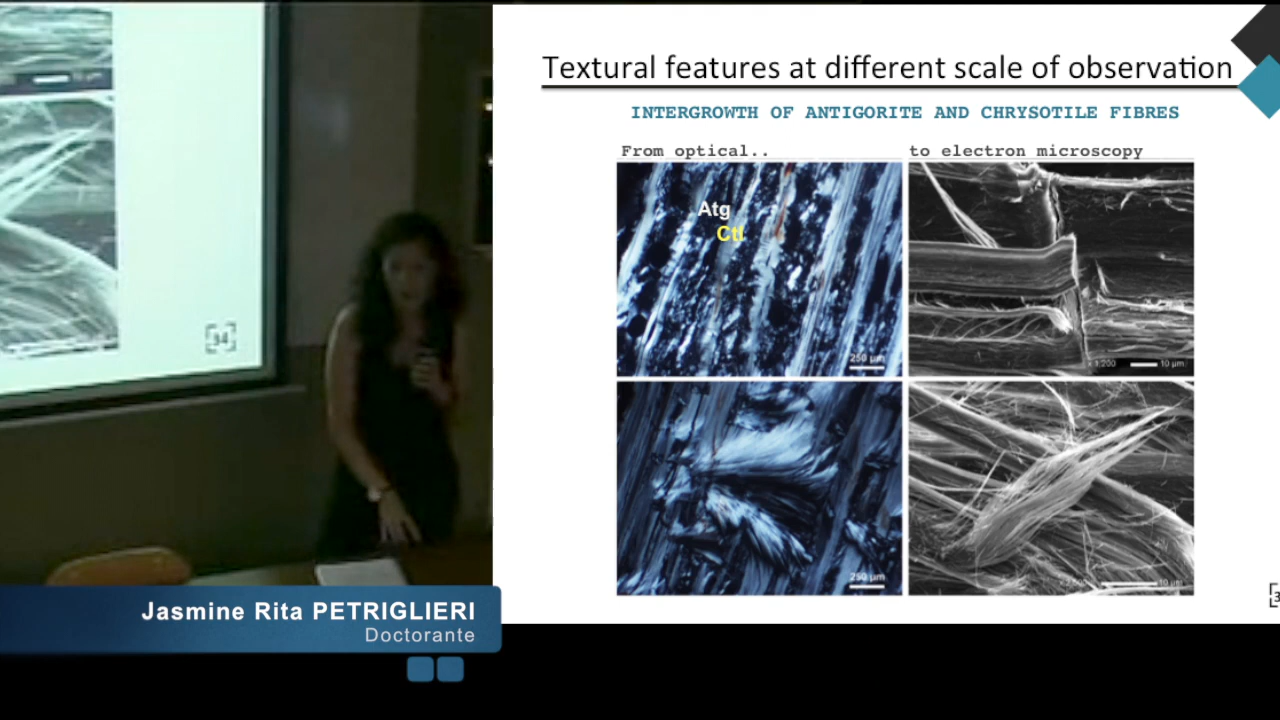 Textural features at different scale of observation
INTERGROWTH OF ANTIGORITE AND CHRYSOTILE FIBRES
From optical..
to electron microscopy
Atg
Ctl
250 µm
10 µm
250 µm
10 µm
34
Jasmine Rita PETRIGLIERI
Doctorante